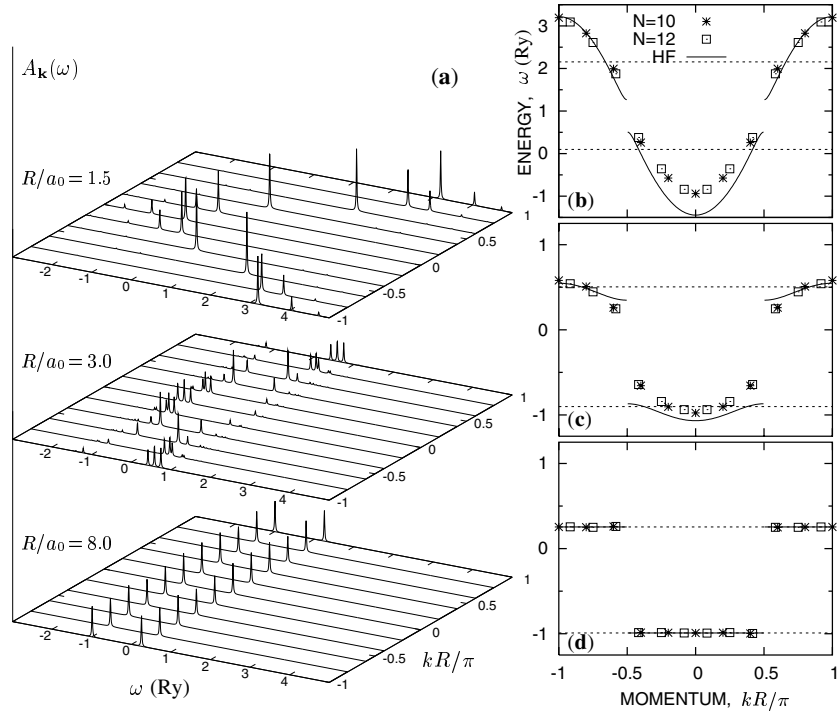 A_k(ω)
(a)
R/a₀ = 1.5
-2 -1 0 1 2 3 4
-1 -0.5 0 0.5 1
R/a₀ = 3.0
-2 -1 0 1 2 3 4
-1 -0.5 0 0.5 1
R/a₀ = 8.0
-2 -1 0 1 2 3 4
-1 -0.5 0 0.5 1
ω (Ry)
kR/π
N=10
N=12
HF
ENERGY, ω (Ry)
3
2
1
0
-1
(b)
1
0
-1
(c)
1
0
-1
(d)
-1 -0.5 0 0.5 1
MOMENTUM, kR/π